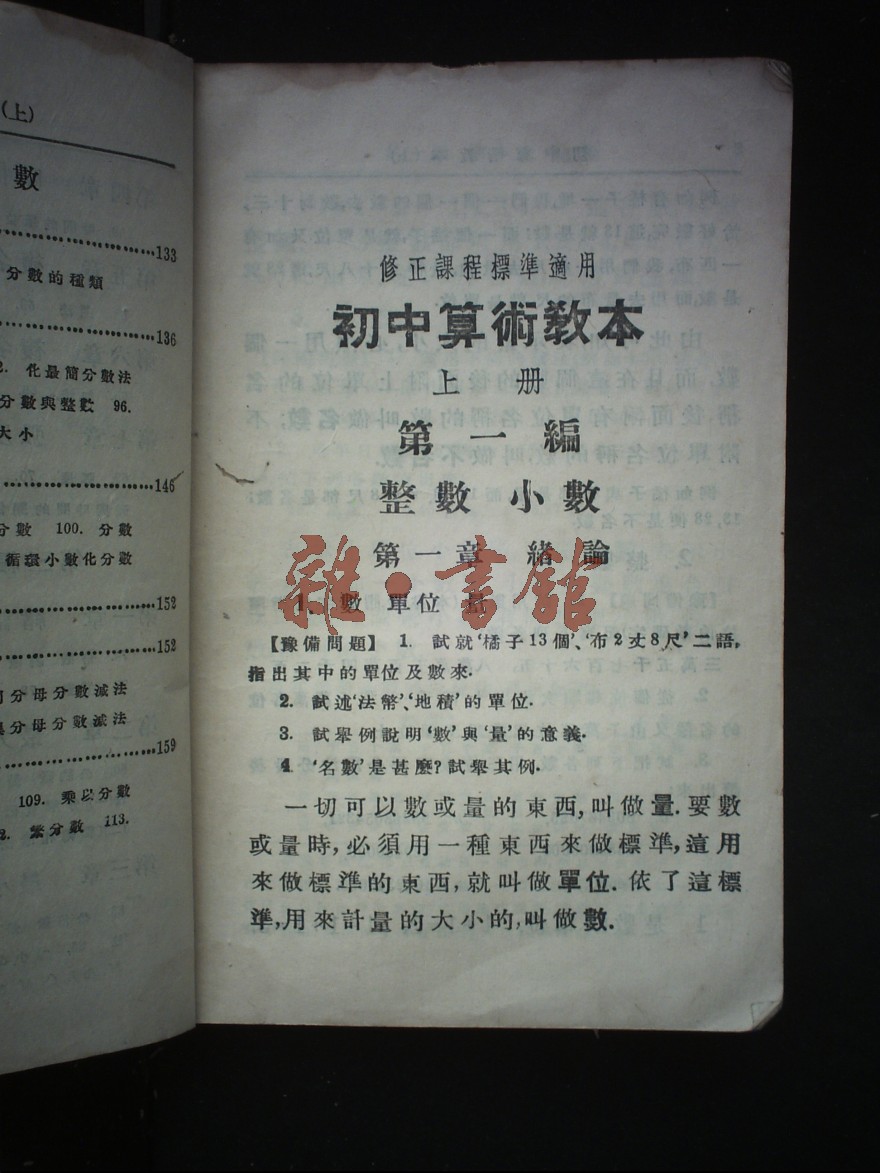 (上)
數
133
分數的種類
136
2. 化最簡分數法
分數與整數 96.
大小
146
分數 100. 分數
循環小數化分數
152
152
分母分數減法
分母分數減法
159
109. 乘以分數
2. 繁分數 113.
修正課程標準適用
初中算術教本
上冊
第一編
整數 小數
第一章 緒論
1. 數 單位 量
雜·書館
【豫備問題】 1. 試就‘橘子13個’、‘布2丈8尺’二語,
指出其中的單位及數來.
2. 試述‘法幣’、‘地積’的單位.
3. 試舉例說明‘數’與‘量’的意義.
4. ‘名數’是甚麼?試舉其例.
一切可以數或量的東西,叫做量.要數
或量時,必須用一種東西來做標準,這用
來做標準的東西,就叫做單位.依了這標
準,用來計量的大小的,叫做數.